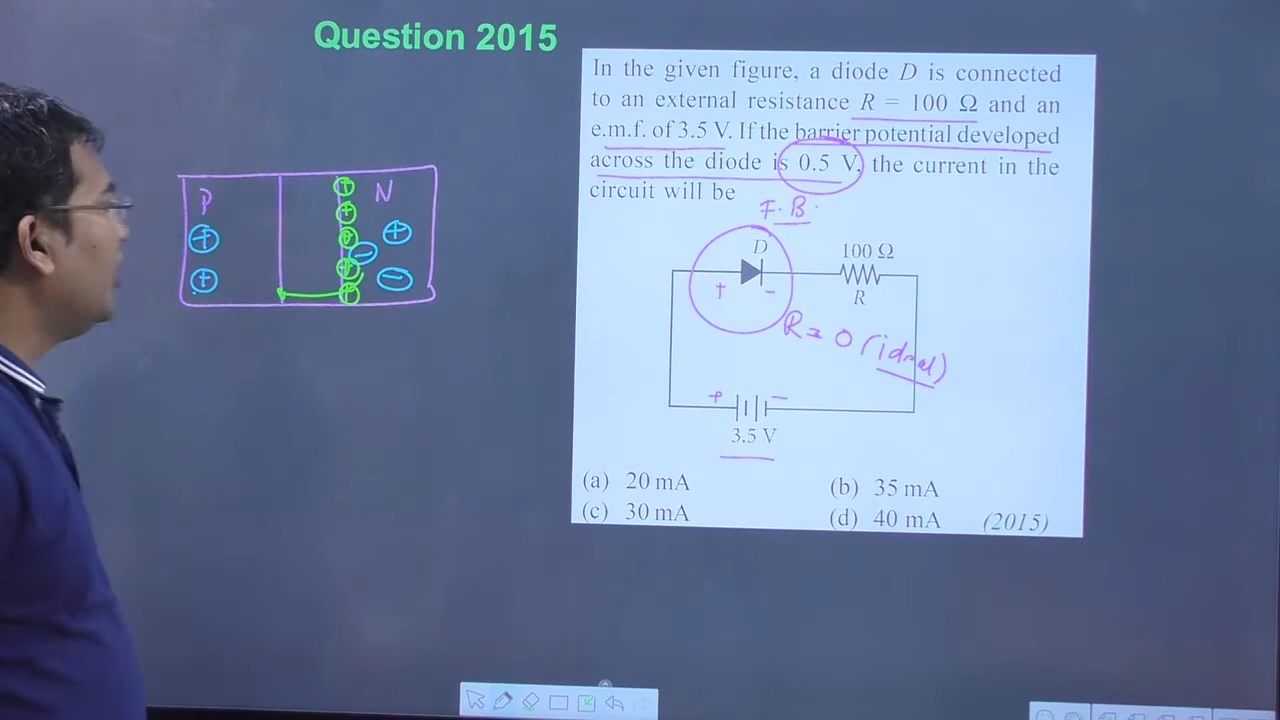 Question 2015
In the given figure, a diode D is connected
to an external resistance R = 100 Ω and an
e.m.f. of 3.5 V. If the barrier potential developed
across the diode is 0.5 V, the current in the
circuit will be
F.B.
P
N
+
+
+
+
+
+
+
+
-
-
D
100 Ω
R
+
-
R = 0 (ideal)
+
-
3.5 V
(a) 20 mA
(b) 35 mA
(c) 30 mA
(d) 40 mA (2015)